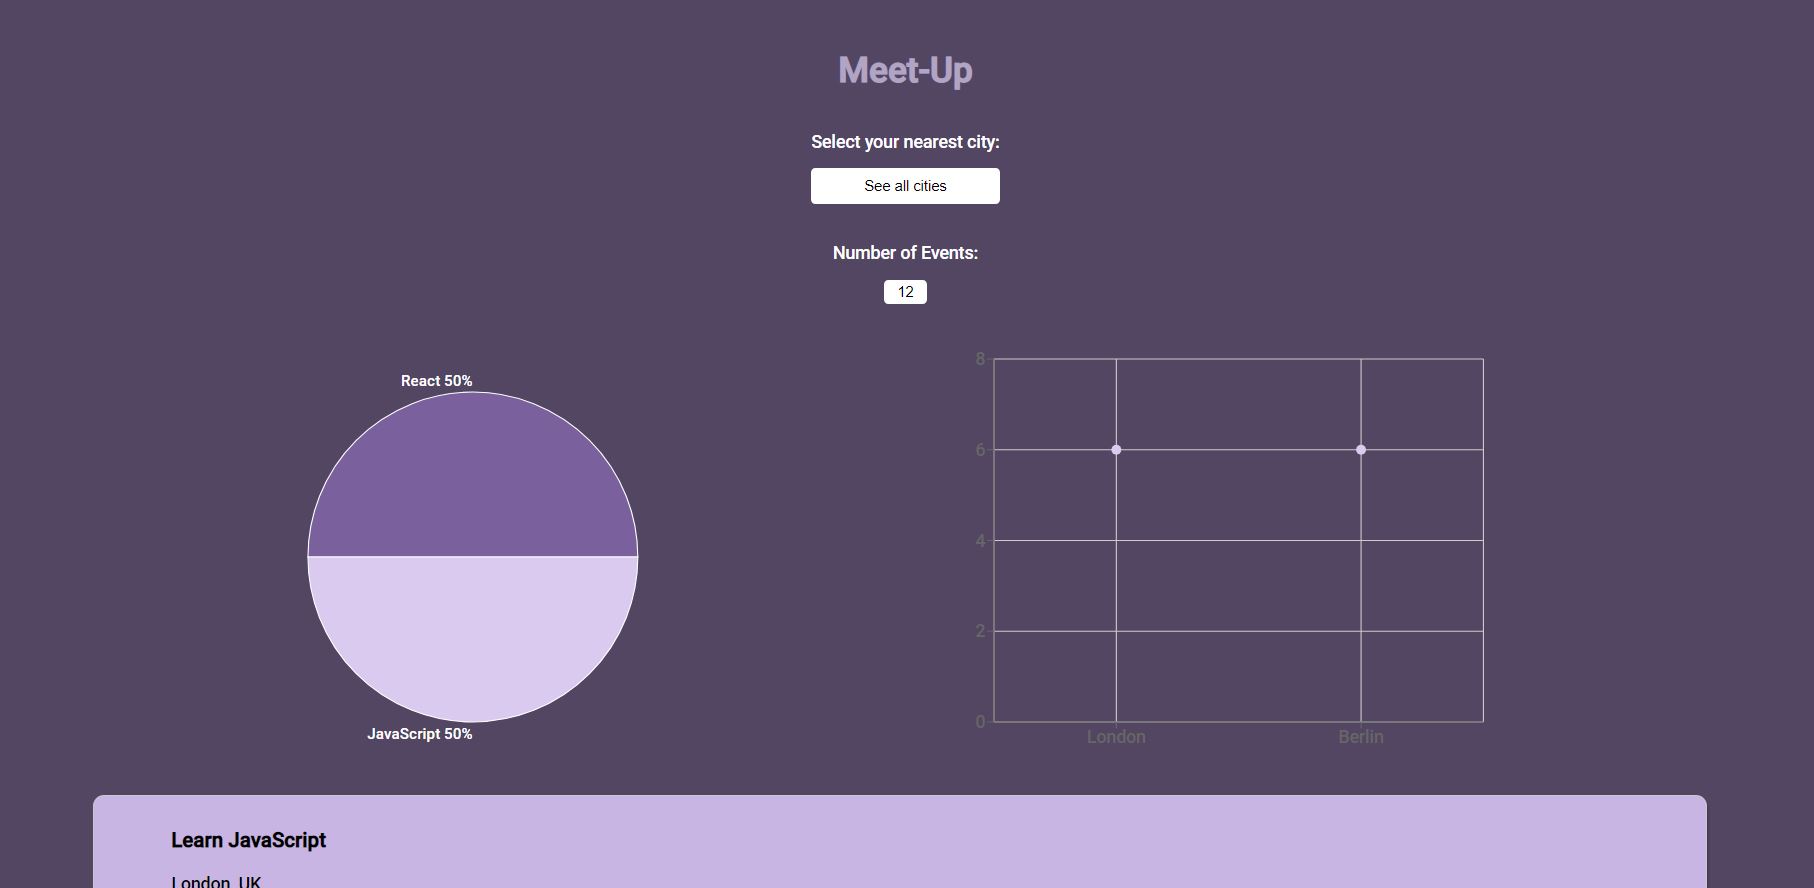 Meet-Up
Select your nearest city:
See all cities
Number of Events:
12
React 50%
JavaScript 50%
8
6
4
2
0
London
Berlin
Learn JavaScript
London, UK